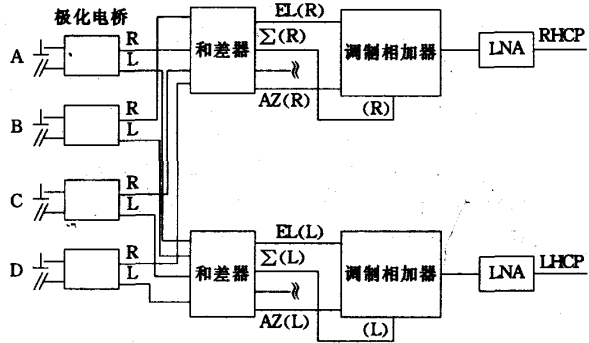 极化电桥
EL(R)
A
R
L
和差器
∑(R)
调制相加器
LNA
RHCP
AZ(R)
(R)
B
R
L
C
R
L
D
R
L
EL(L)
和差器
∑(L)
调制相加器
LNA
LHCP
AZ(L)
(L)